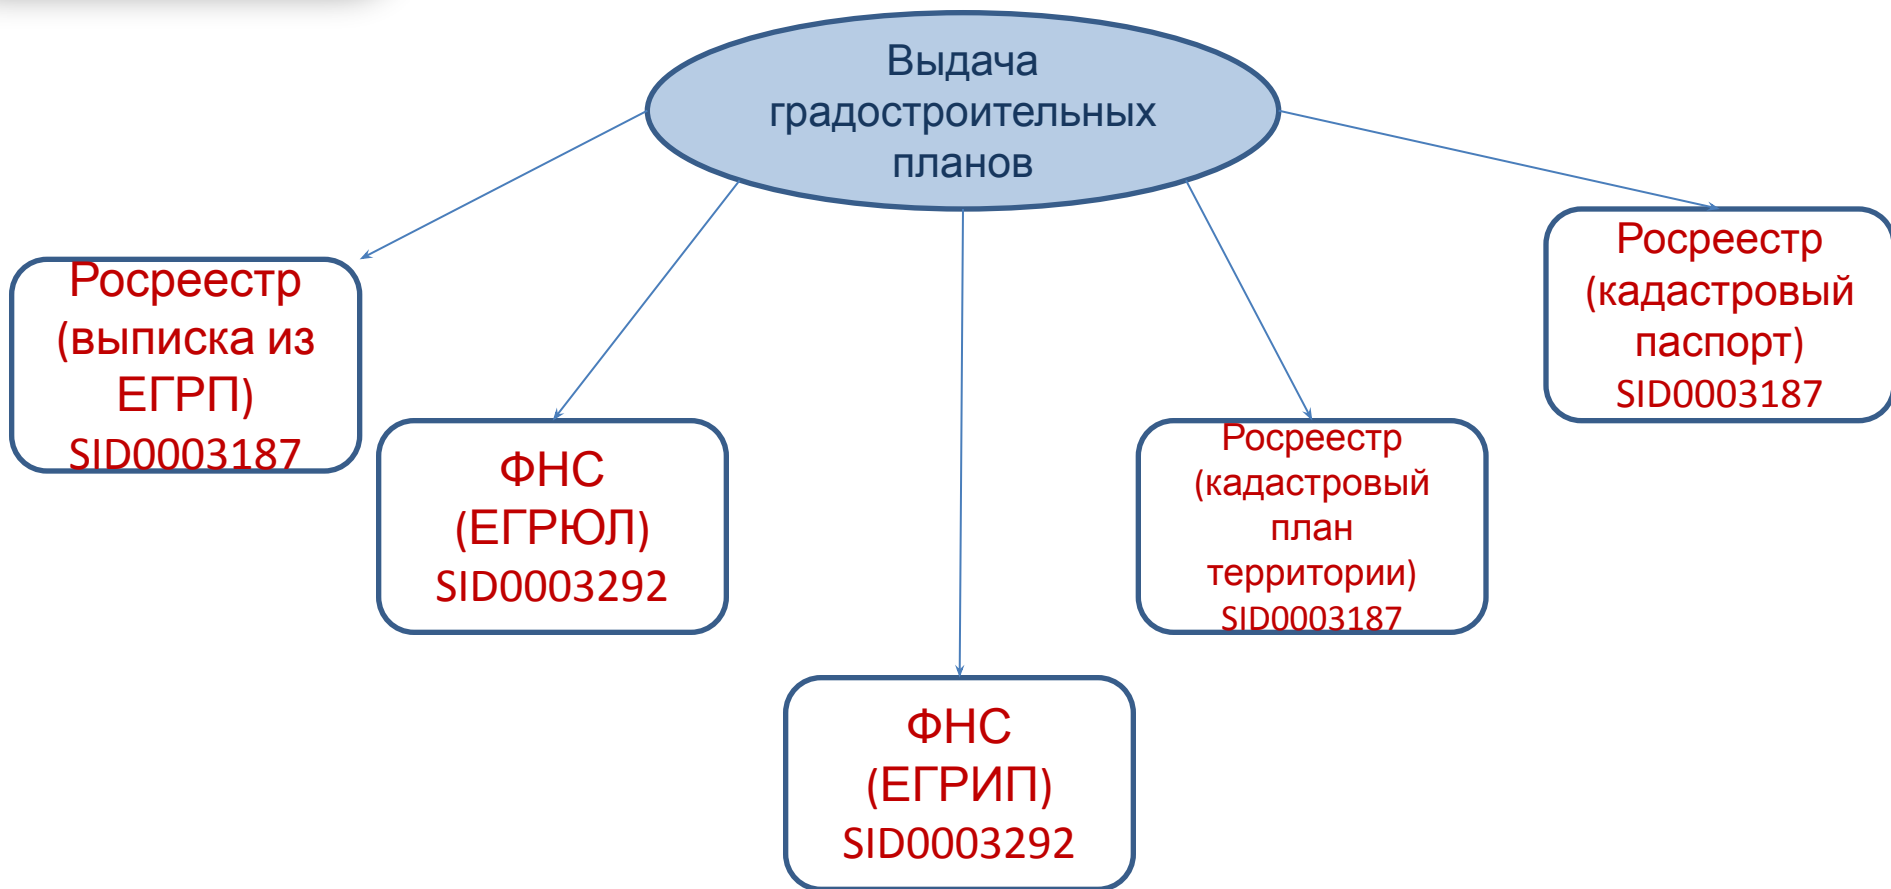 Выдача
градостроительных
планов
Росреестр
(выписка из
ЕГРП)
SID0003187
ФНС
(ЕГРЮЛ)
SID0003292
ФНС
(ЕГРИП)
SID0003292
Росреестр
(кадастровый
план
территории)
SID0003187
Росреестр
(кадастровый
паспорт)
SID0003187